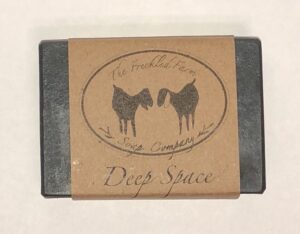 The Freckled Farm
Soap Company
Deep Space